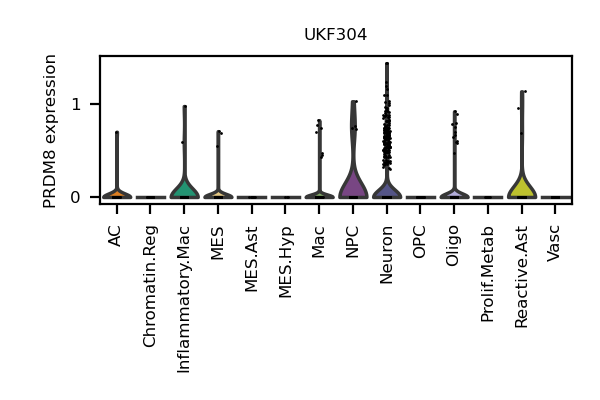 UKF304
PRDM8 expression
1
0
AC
Chromatin.Reg
Inflammatory.Mac
MES
MES.Ast
MES.Hyp
Mac
NPC
Neuron
OPC
Oligo
Prolif.Metab
Reactive.Ast
Vasc